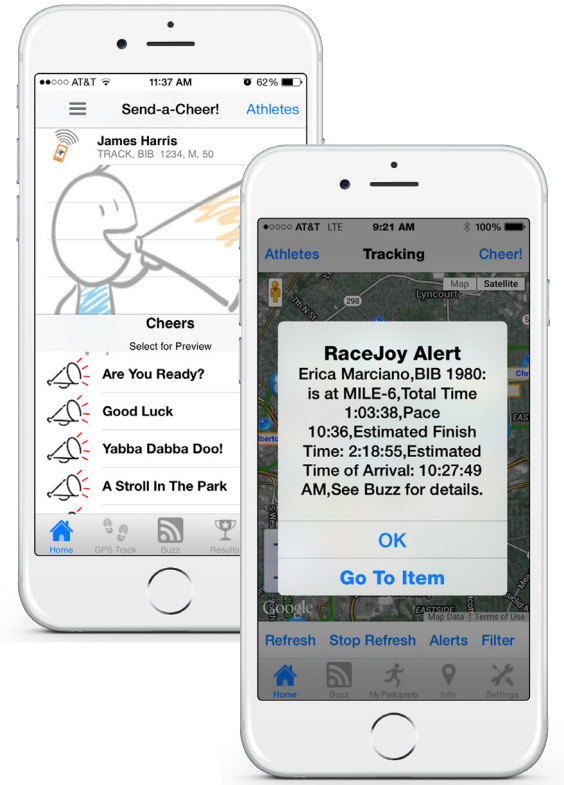 AT&T 11:37 AM 62%
Send-a-Cheer! Athletes
James Harris
TRACK, BIB 1234, M, 50
Cheers
Select for Preview
Are You Ready?
Good Luck
Yabba Dabba Doo!
A Stroll In The Park
Home GPS Track Buzz Results
AT&T LTE 9:21 AM 100%
Athletes Tracking Cheer!
Map Satellite
Lyncourt
7th N St
298
RaceJoy Alert
Erica Marciano,BIB 1980:
is at MILE-6,Total Time
1:03:38,Pace
10:36,Estimated Finish
Time: 2:18:55,Estimated
Time of Arrival: 10:27:49
AM,See Buzz for details.
OK
Go To Item
Google
EASTSIDE
Map Data Terms of Use
Refresh Stop Refresh Alerts Filter
Home Buzz My Participants Info Settings